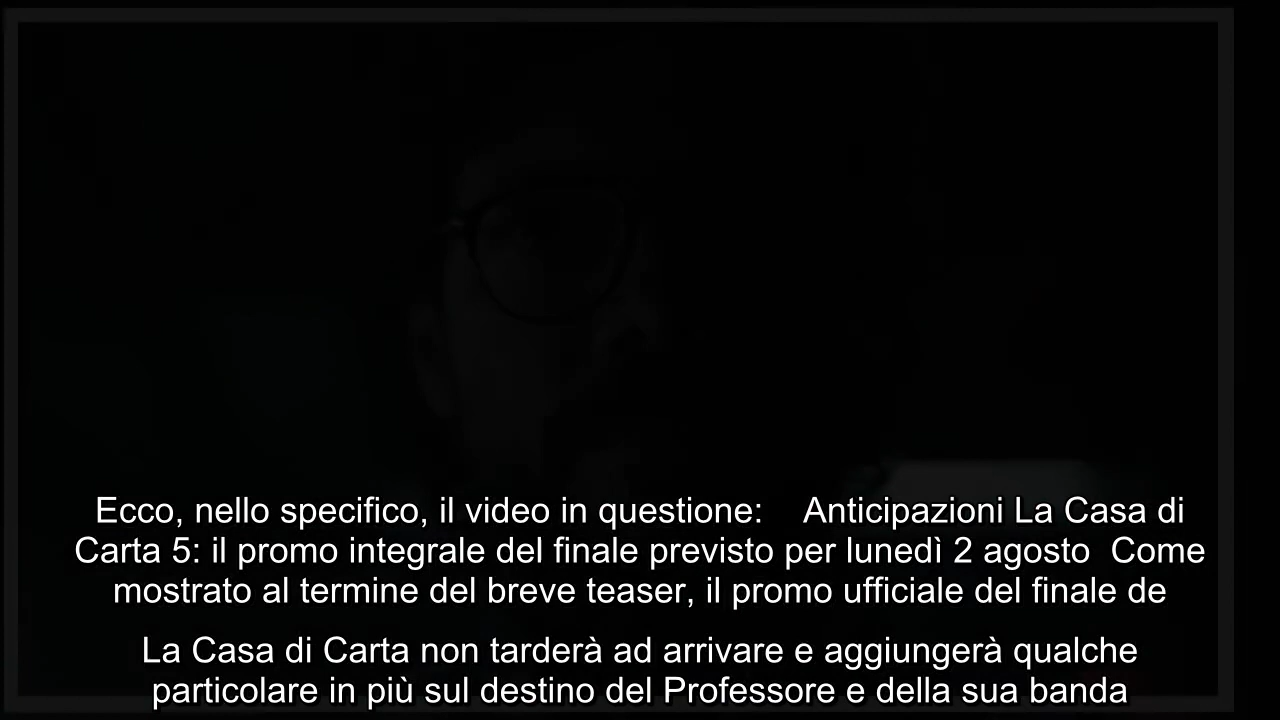 Ecco, nello specifico, il video in questione:    Anticipazioni La Casa di
Carta 5: il promo integrale del finale previsto per lunedì 2 agosto  Come
mostrato al termine del breve teaser, il promo ufficiale del finale de
La Casa di Carta non tarderà ad arrivare e aggiungerà qualche
particolare in più sul destino del Professore e della sua banda